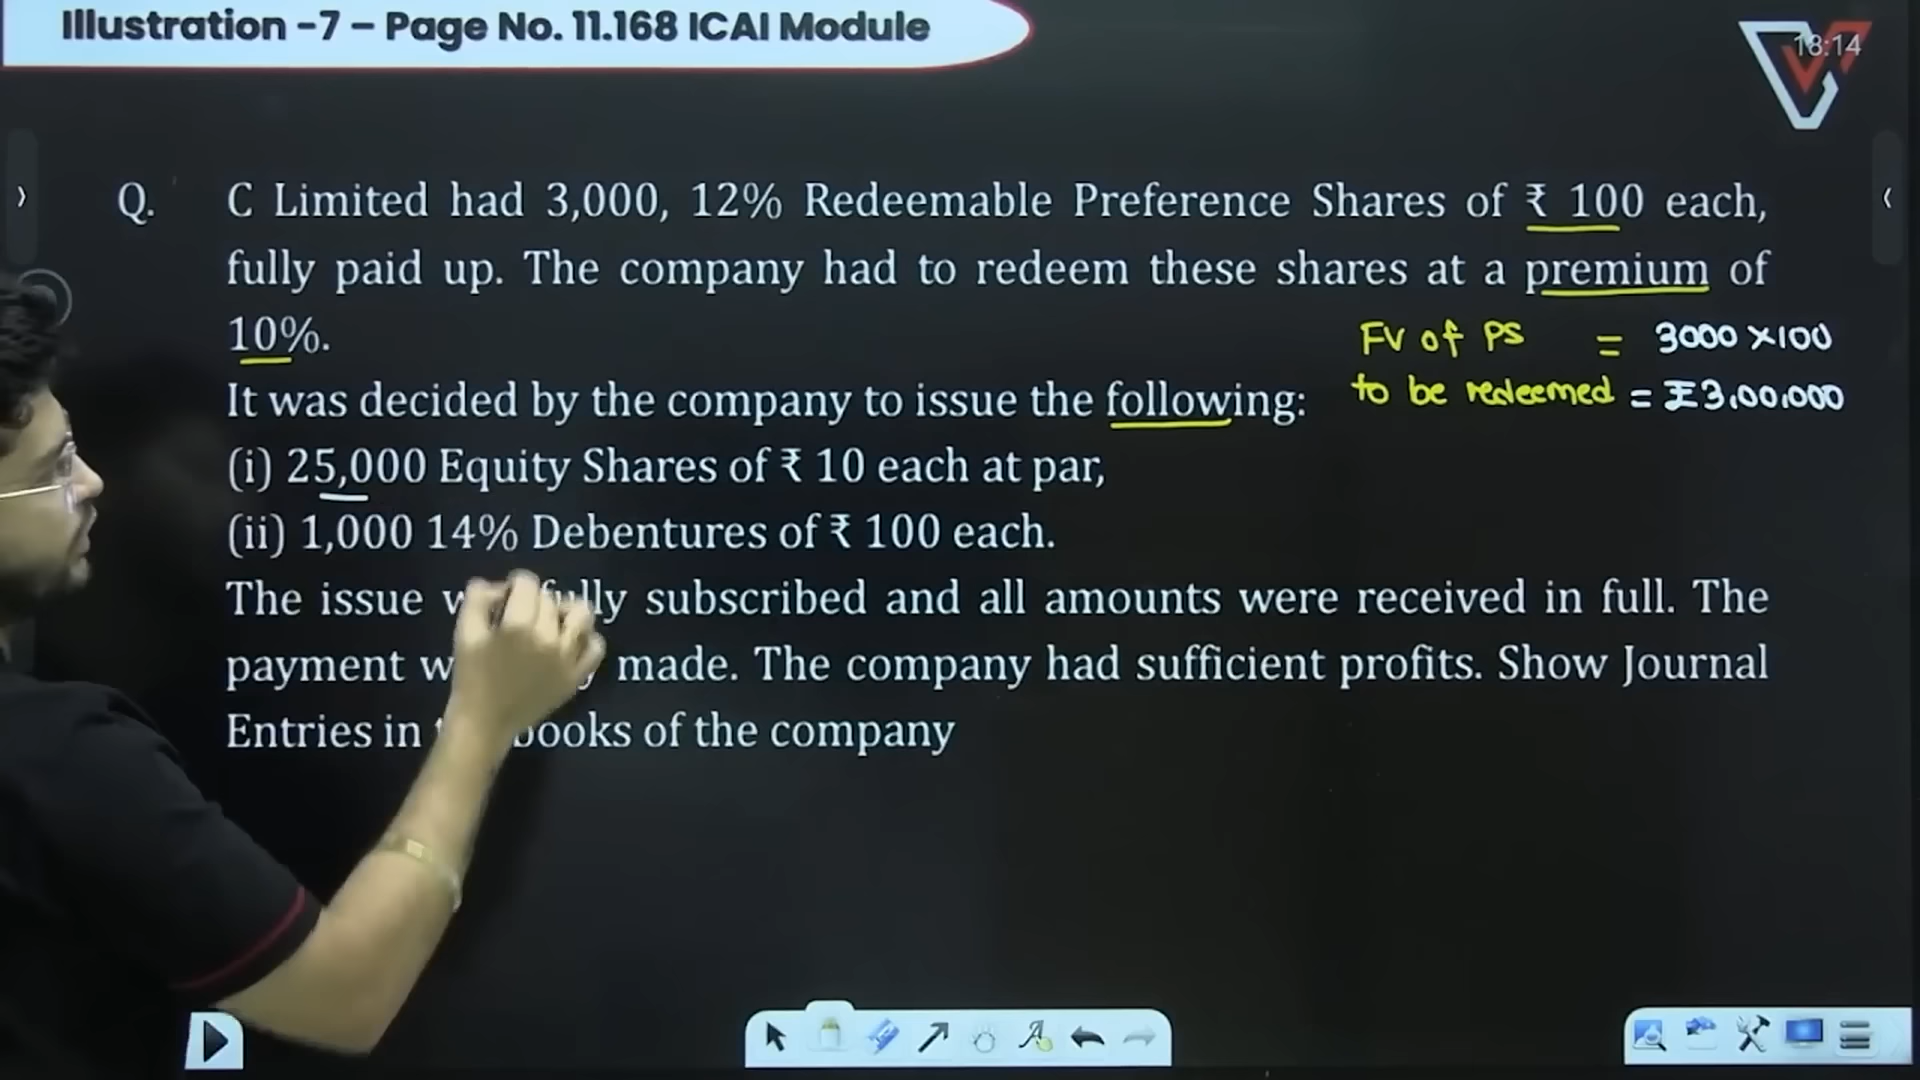 Illustration -7 – Page No. 11.168 ICAI Module
18:14
Q. C Limited had 3,000, 12% Redeemable Preference Shares of ₹ 100 each,
fully paid up. The company had to redeem these shares at a premium of
10%.
FV of PS = 3000 ×100
to be redeemed = ₹3,00,000
It was decided by the company to issue the following:
(i) 25,000 Equity Shares of ₹ 10 each at par,
(ii) 1,000 14% Debentures of ₹ 100 each.
The issue fully subscribed and all amounts were received in full. The
payment made. The company had sufficient profits. Show Journal
Entries in books of the company